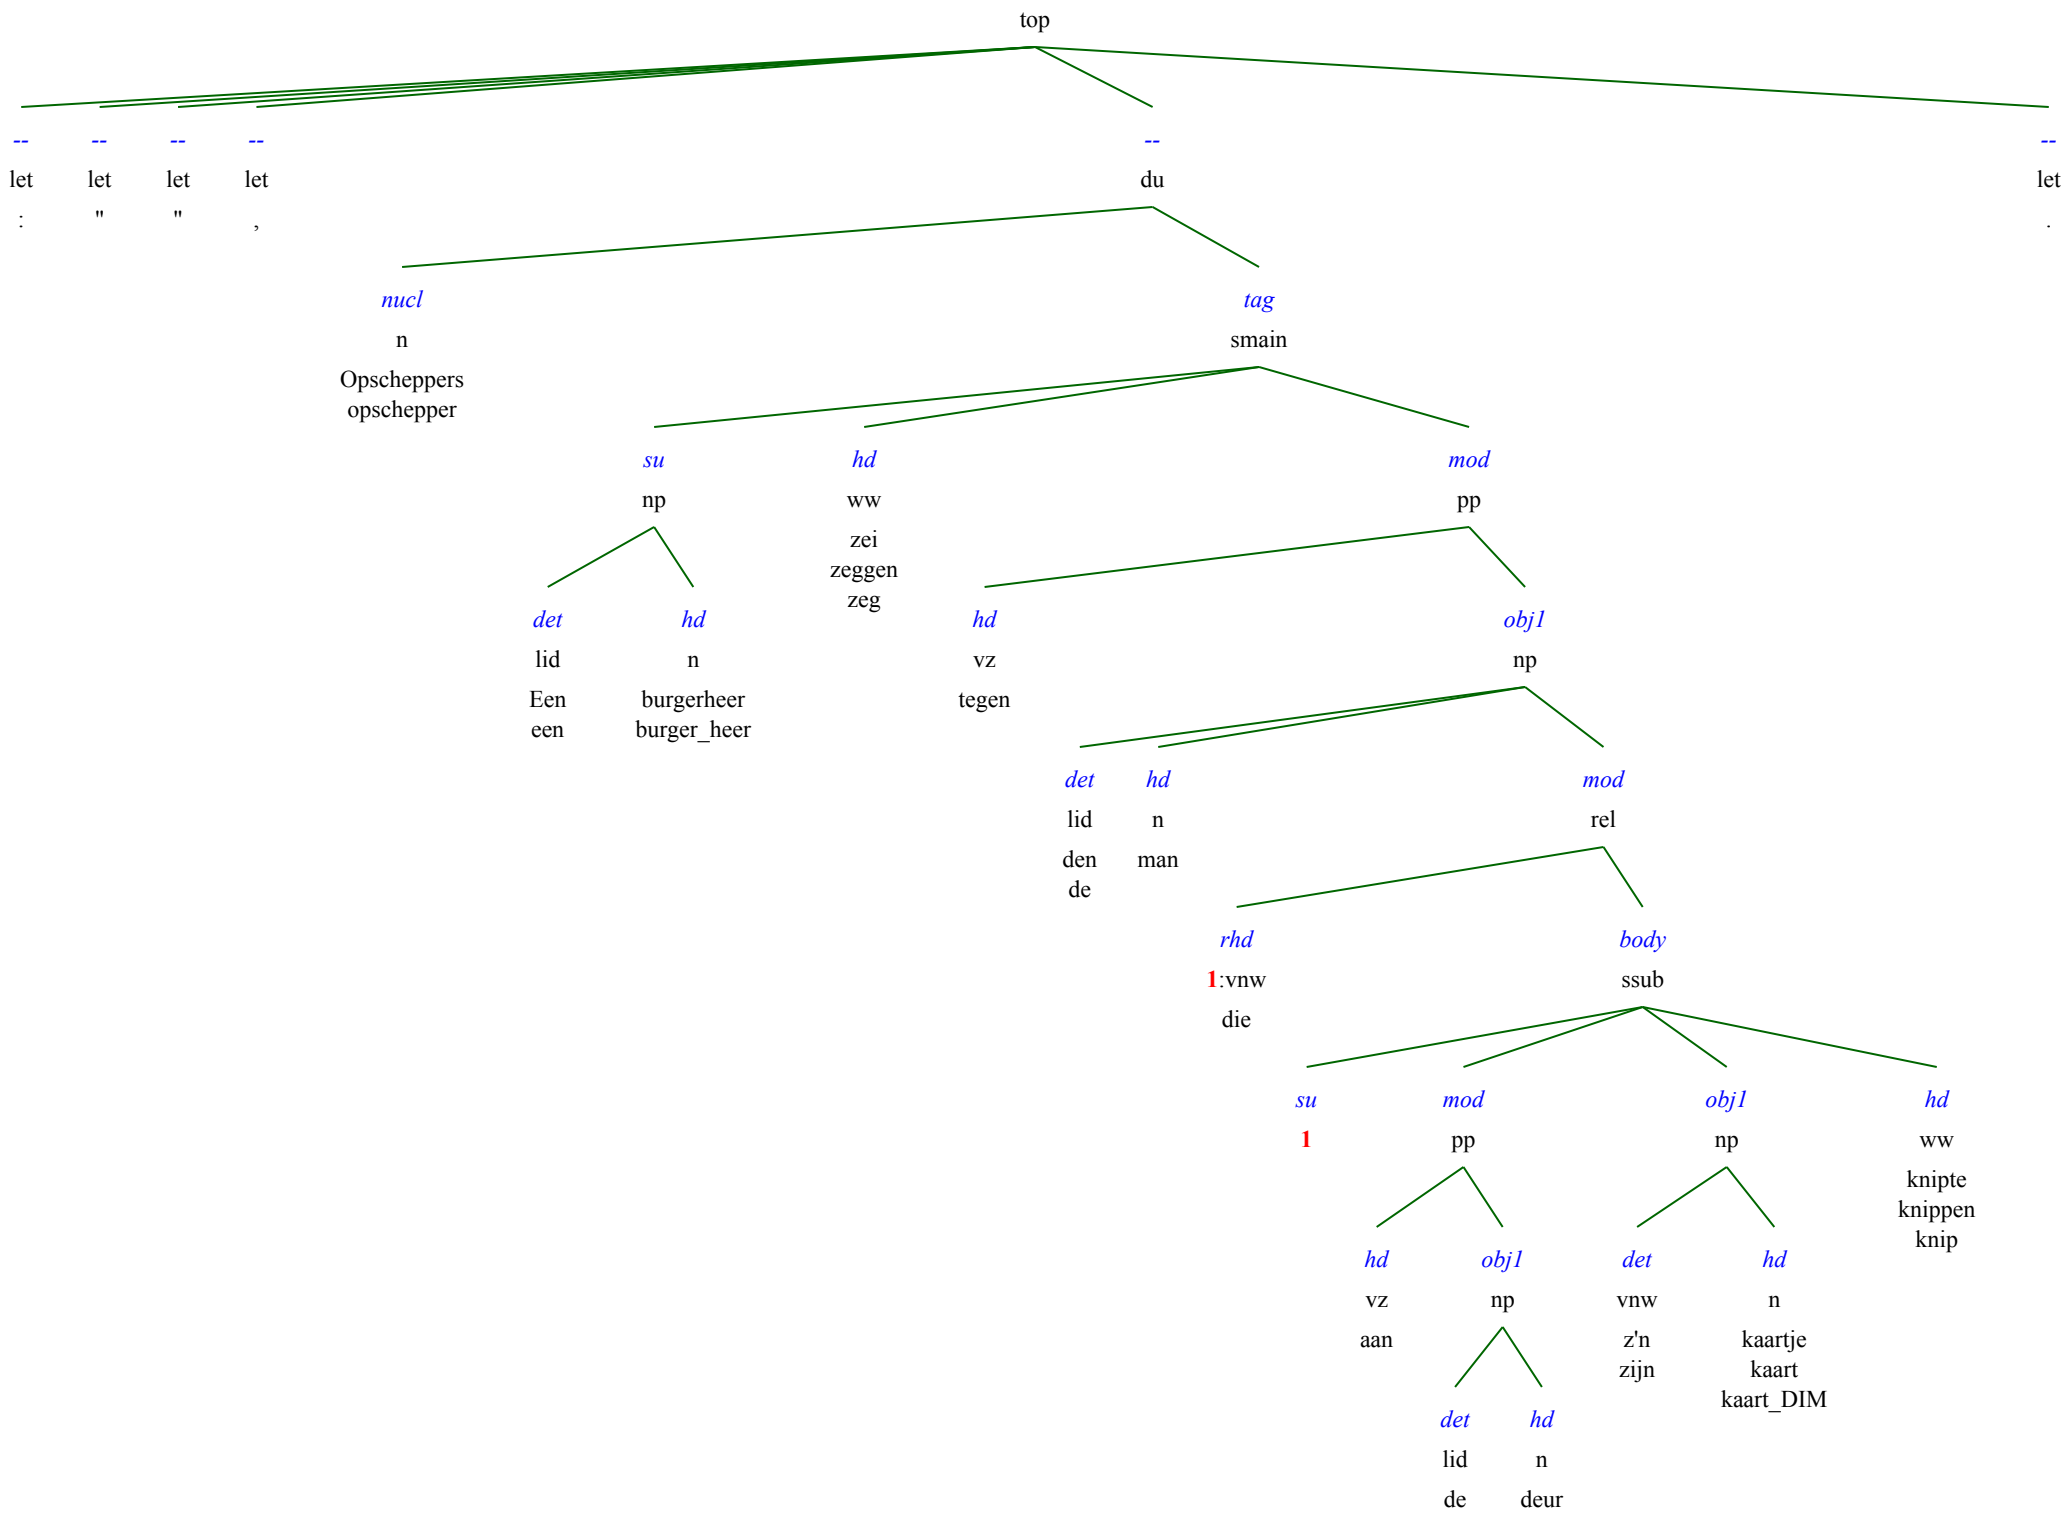 top
-- -- -- -- -- --
let let let let du let
: " " , .
nucl tag
n smain
Opscheppers
opschepper
su hd mod
np ww pp
zei
zeggen
zeg
det hd hd obj1
lid n vz np
Een burgerheer tegen
een burger_heer
det hd mod
lid n rel
den man
de
rhd body
1:vnw ssub
die
su mod obj1 hd
1 pp np ww
knipte
knippen
knip
hd obj1 det hd
vz np vnw n
aan z'n kaartje
zijn kaart
kaart_DIM
det hd
lid n
de deur